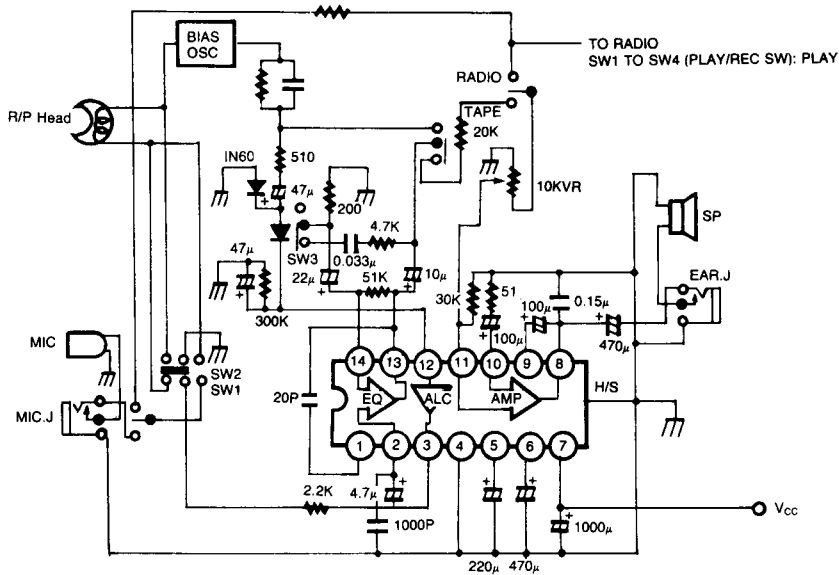 BIAS
OSC
TO RADIO
SW1 TO SW4 (PLAY/REC SW): PLAY
RADIO
R/P Head
TAPE
20K
IN60
510
10KVR
47μ
+
200
SP
4.7K
47μ
SW3
0.033μ
EAR.J
22μ
51K
10μ
+
+
+
30K
51
100μ
0.15μ
300K
100μ
+
+
470μ
MIC
+
14
13
12
11
10
9
8
SW2
SW1
H/S
20P
EQ
ALC
AMP
MIC.J
1
2
3
4
5
6
7
2.2K
4.7μ
+
+
+
VCC
1000P
+
1000μ
220μ
470μ